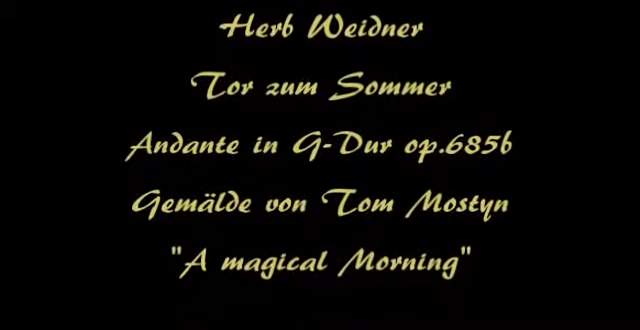 Herb Weidner
Tor zum Sommer
Andante in G-Dur op.685b
Gemälde von Tom Mostyn
"A magical Morning"